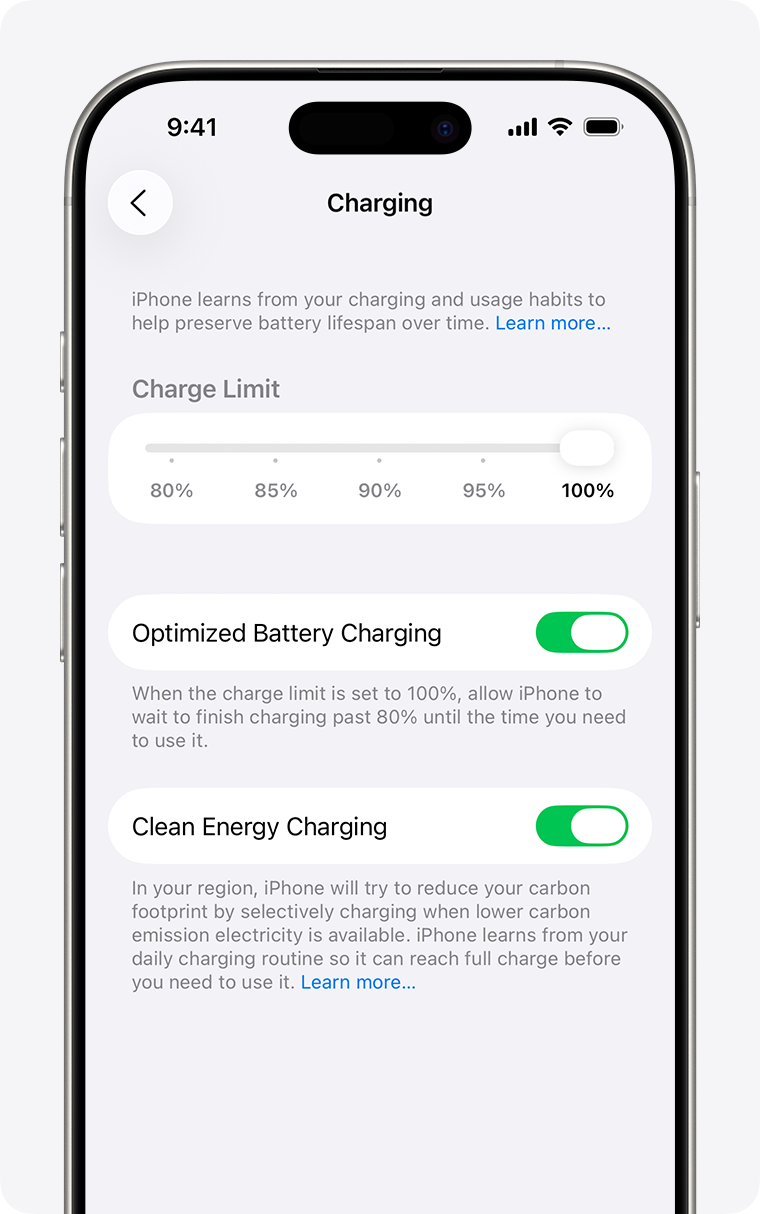 9:41
Charging
iPhone learns from your charging and usage habits to
help preserve battery lifespan over time. Learn more...
Charge Limit
80% 85% 90% 95% 100%
Optimized Battery Charging
When the charge limit is set to 100%, allow iPhone to
wait to finish charging past 80% until the time you need
to use it.
Clean Energy Charging
In your region, iPhone will try to reduce your carbon
footprint by selectively charging when lower carbon
emission electricity is available. iPhone learns from your
daily charging routine so it can reach full charge before
you need to use it. Learn more...